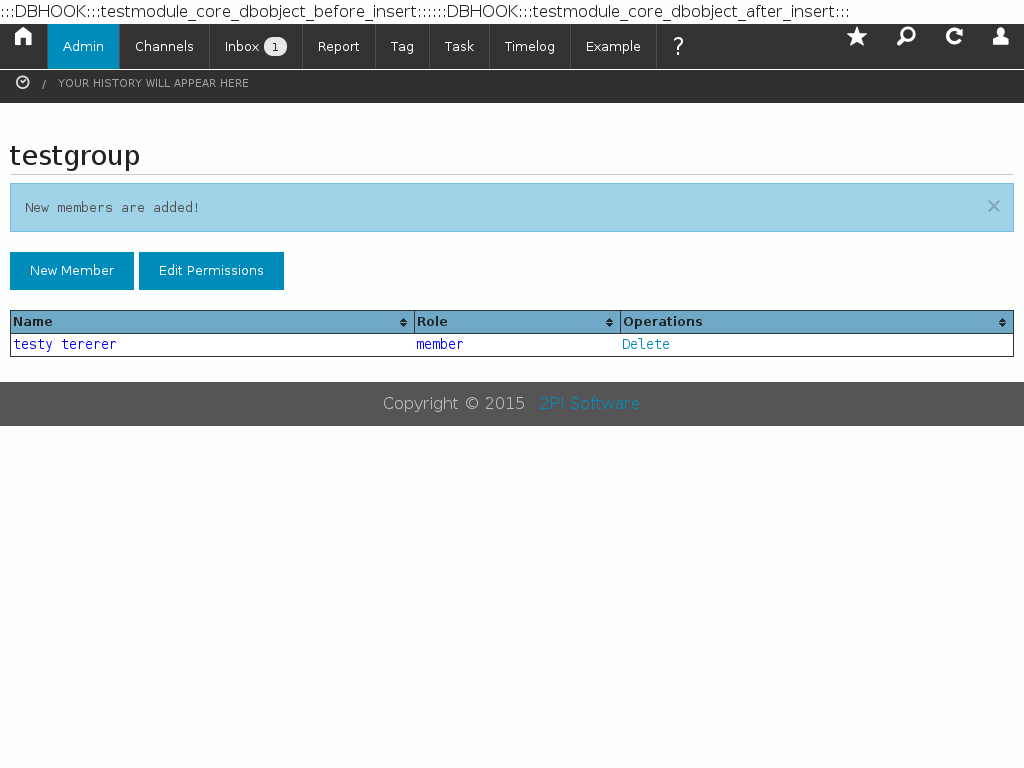 :::DBHOOK:::testmodule_core_dbobject_before_insert::::::DBHOOK:::testmodule_core_dbobject_after_insert:::
Admin Channels Inbox 1 Report Tag Task Timelog Example ?
/ YOUR HISTORY WILL APPEAR HERE
testgroup
New members are added! ×
New Member Edit Permissions
Name Role Operations
testy tererer member Delete
Copyright © 2015 2PI Software